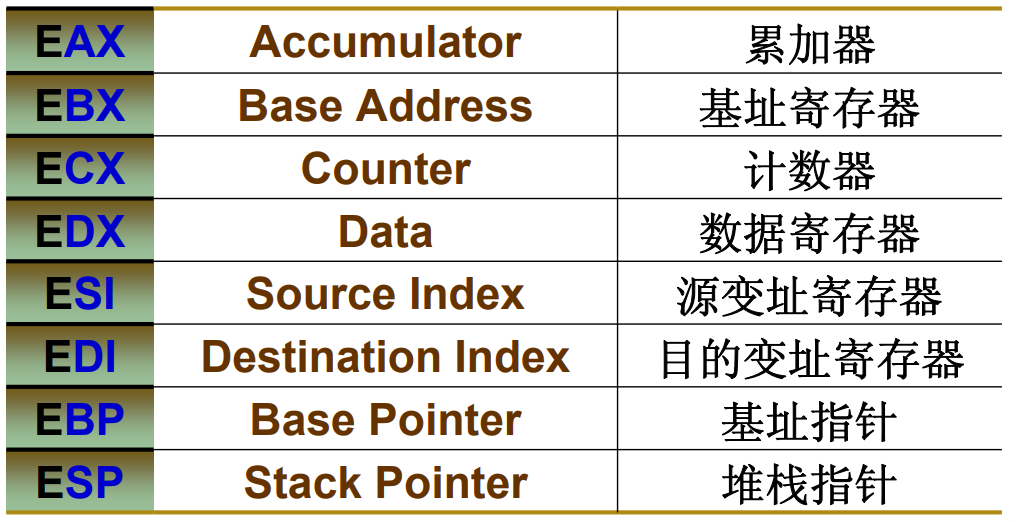 EAX Accumulator 累加器
EBX Base Address 基址寄存器
ECX Counter 计数器
EDX Data 数据寄存器
ESI Source Index 源变址寄存器
EDI Destination Index 目的变址寄存器
EBP Base Pointer 基址指针
ESP Stack Pointer 堆栈指针